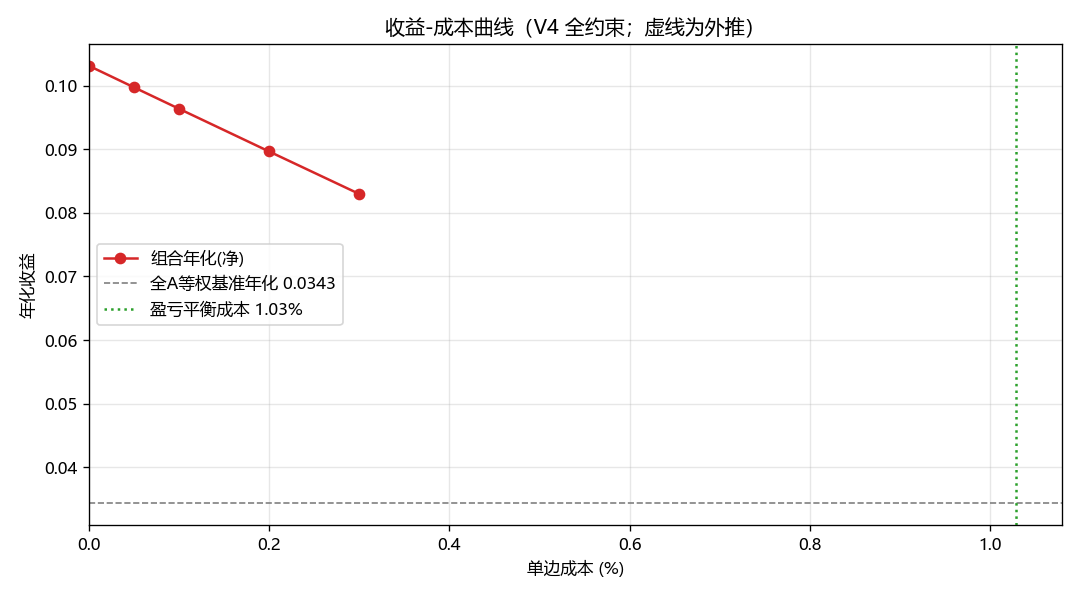 收益-成本曲线（V4 全约束；虚线为外推）
年化收益
0.10
0.09
0.08
0.07
0.06
0.05
0.04
组合年化(净)
全A等权基准年化 0.0343
盈亏平衡成本 1.03%
0.0
0.2
0.4
0.6
0.8
1.0
单边成本 (%)